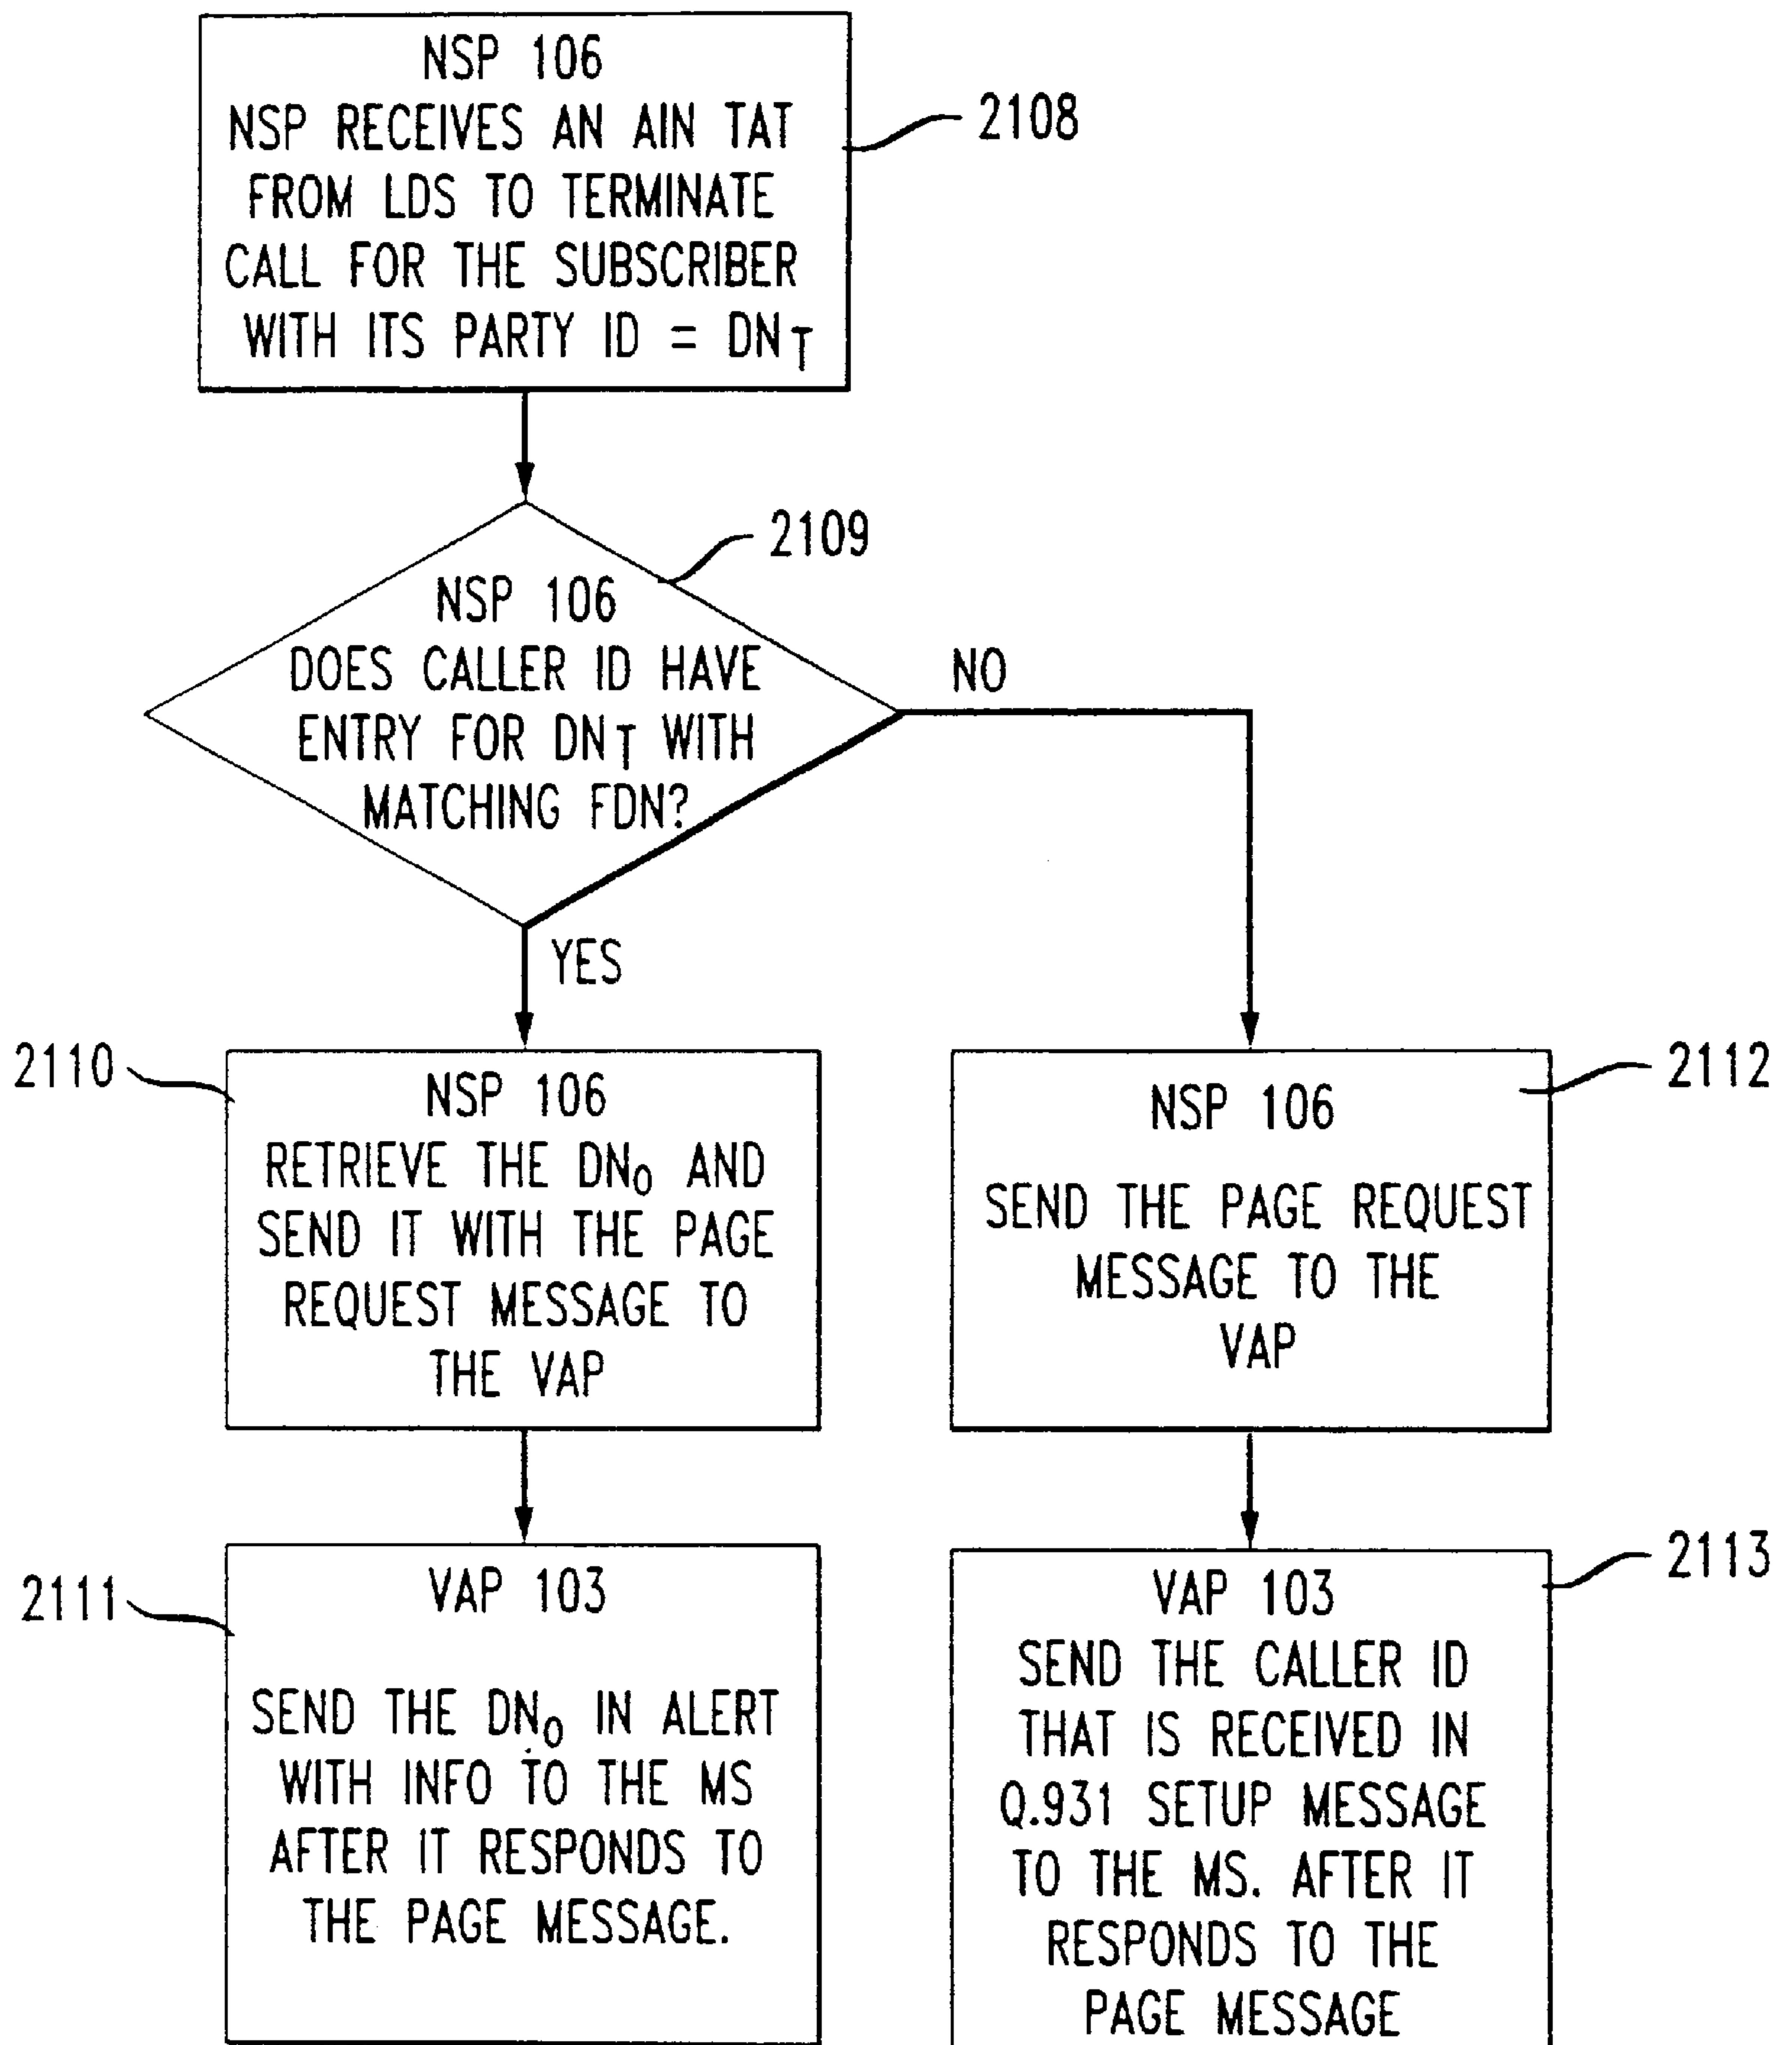 NSP 106
NSP RECEIVES AN AIN TAT
FROM LDS TO TERMINATE
CALL FOR THE SUBSCRIBER
WITH ITS PARTY ID = DN_T
2108
2109
NSP 106
DOES CALLER ID HAVE
ENTRY FOR DN_T WITH
MATCHING FDN?
NO
YES
2110
NSP 106
RETRIEVE THE DN_O AND
SEND IT WITH THE PAGE
REQUEST MESSAGE TO
THE VAP
2112
NSP 106
SEND THE PAGE REQUEST
MESSAGE TO THE
VAP
2111
VAP 103
SEND THE DN_O IN ALERT
WITH INFO TO THE MS
AFTER IT RESPONDS TO
THE PAGE MESSAGE.
2113
VAP 103
SEND THE CALLER ID
THAT IS RECEIVED IN
Q.931 SETUP MESSAGE
TO THE MS. AFTER IT
RESPONDS TO THE
PAGE MESSAGE